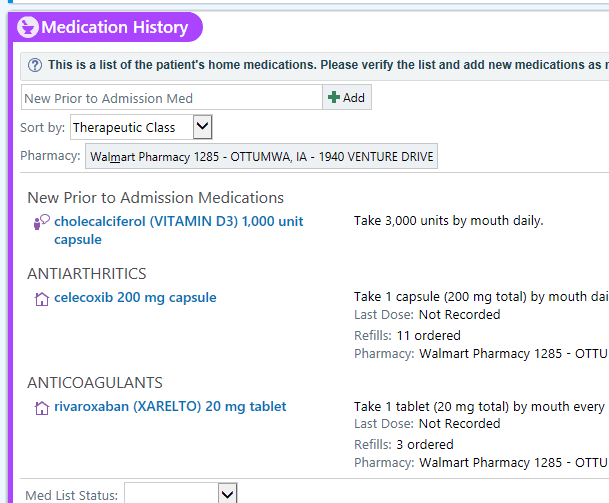 Medication History
This is a list of the patient's home medications. Please verify the list and add new medications as
New Prior to Admission Med
Add
Sort by: Therapeutic Class
Pharmacy: Walmart Pharmacy 1285 - OTTUMWA, IA - 1940 VENTURE DRIVE
New Prior to Admission Medications
cholecalciferol (VITAMIN D3) 1,000 unit Take 3,000 units by mouth daily.
capsule
ANTIARTHRITICS
celecoxib 200 mg capsule Take 1 capsule (200 mg total) by mouth dai
Last Dose: Not Recorded
Refills: 11 ordered
Pharmacy: Walmart Pharmacy 1285 - OTTU
ANTICOAGULANTS
rivaroxaban (XARELTO) 20 mg tablet Take 1 tablet (20 mg total) by mouth every
Last Dose: Not Recorded
Refills: 3 ordered
Pharmacy: Walmart Pharmacy 1285 - OTTU
Med List Status: